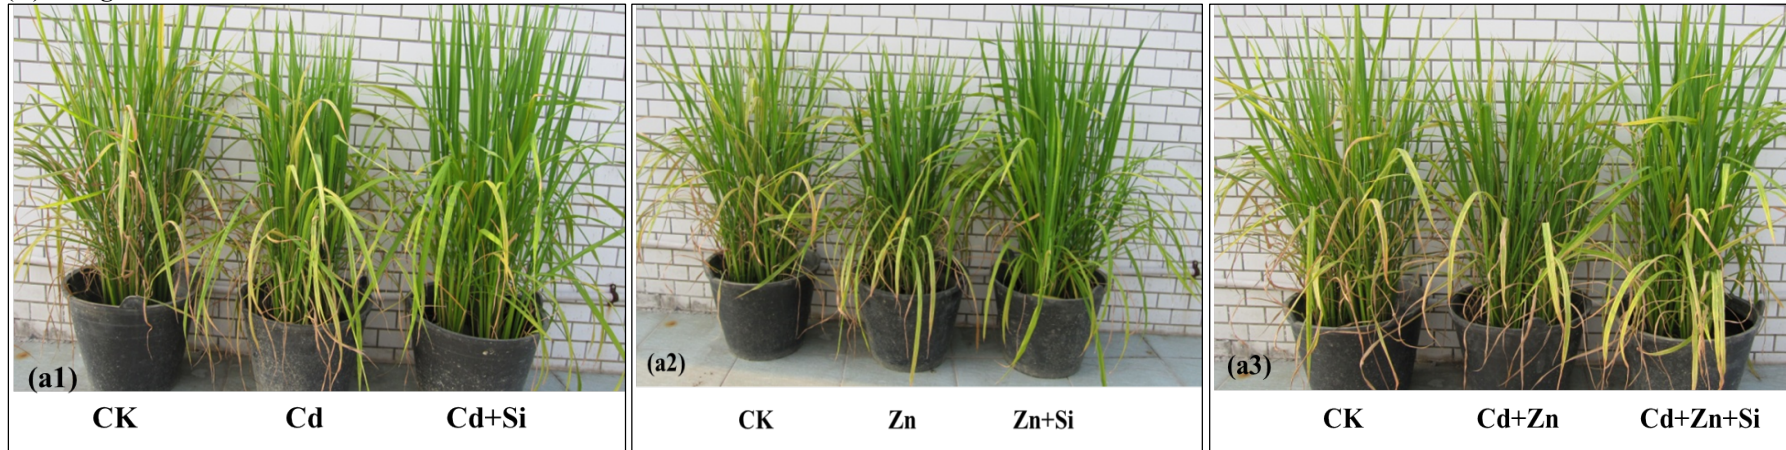 (a1)
CK Cd Cd+Si
(a2)
CK Zn Zn+Si
(a3)
CK Cd+Zn Cd+Zn+Si